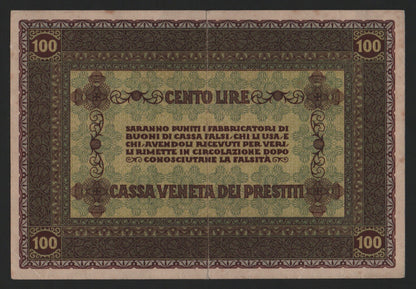 100 100
CENTO LIRE
SARANNO PUNITI I FABBRICATORI DI
BUONI DI CASSA FALSI, CHI LI USA, E
CHI, AVENDOLI RICEVUTI PER VERI,
LI RIMETTE IN CIRCOLAZIONE DOPO
CONOSCIUTANE LA FALSITÀ
CASSA VENETA DEI PRESTITI
100 100